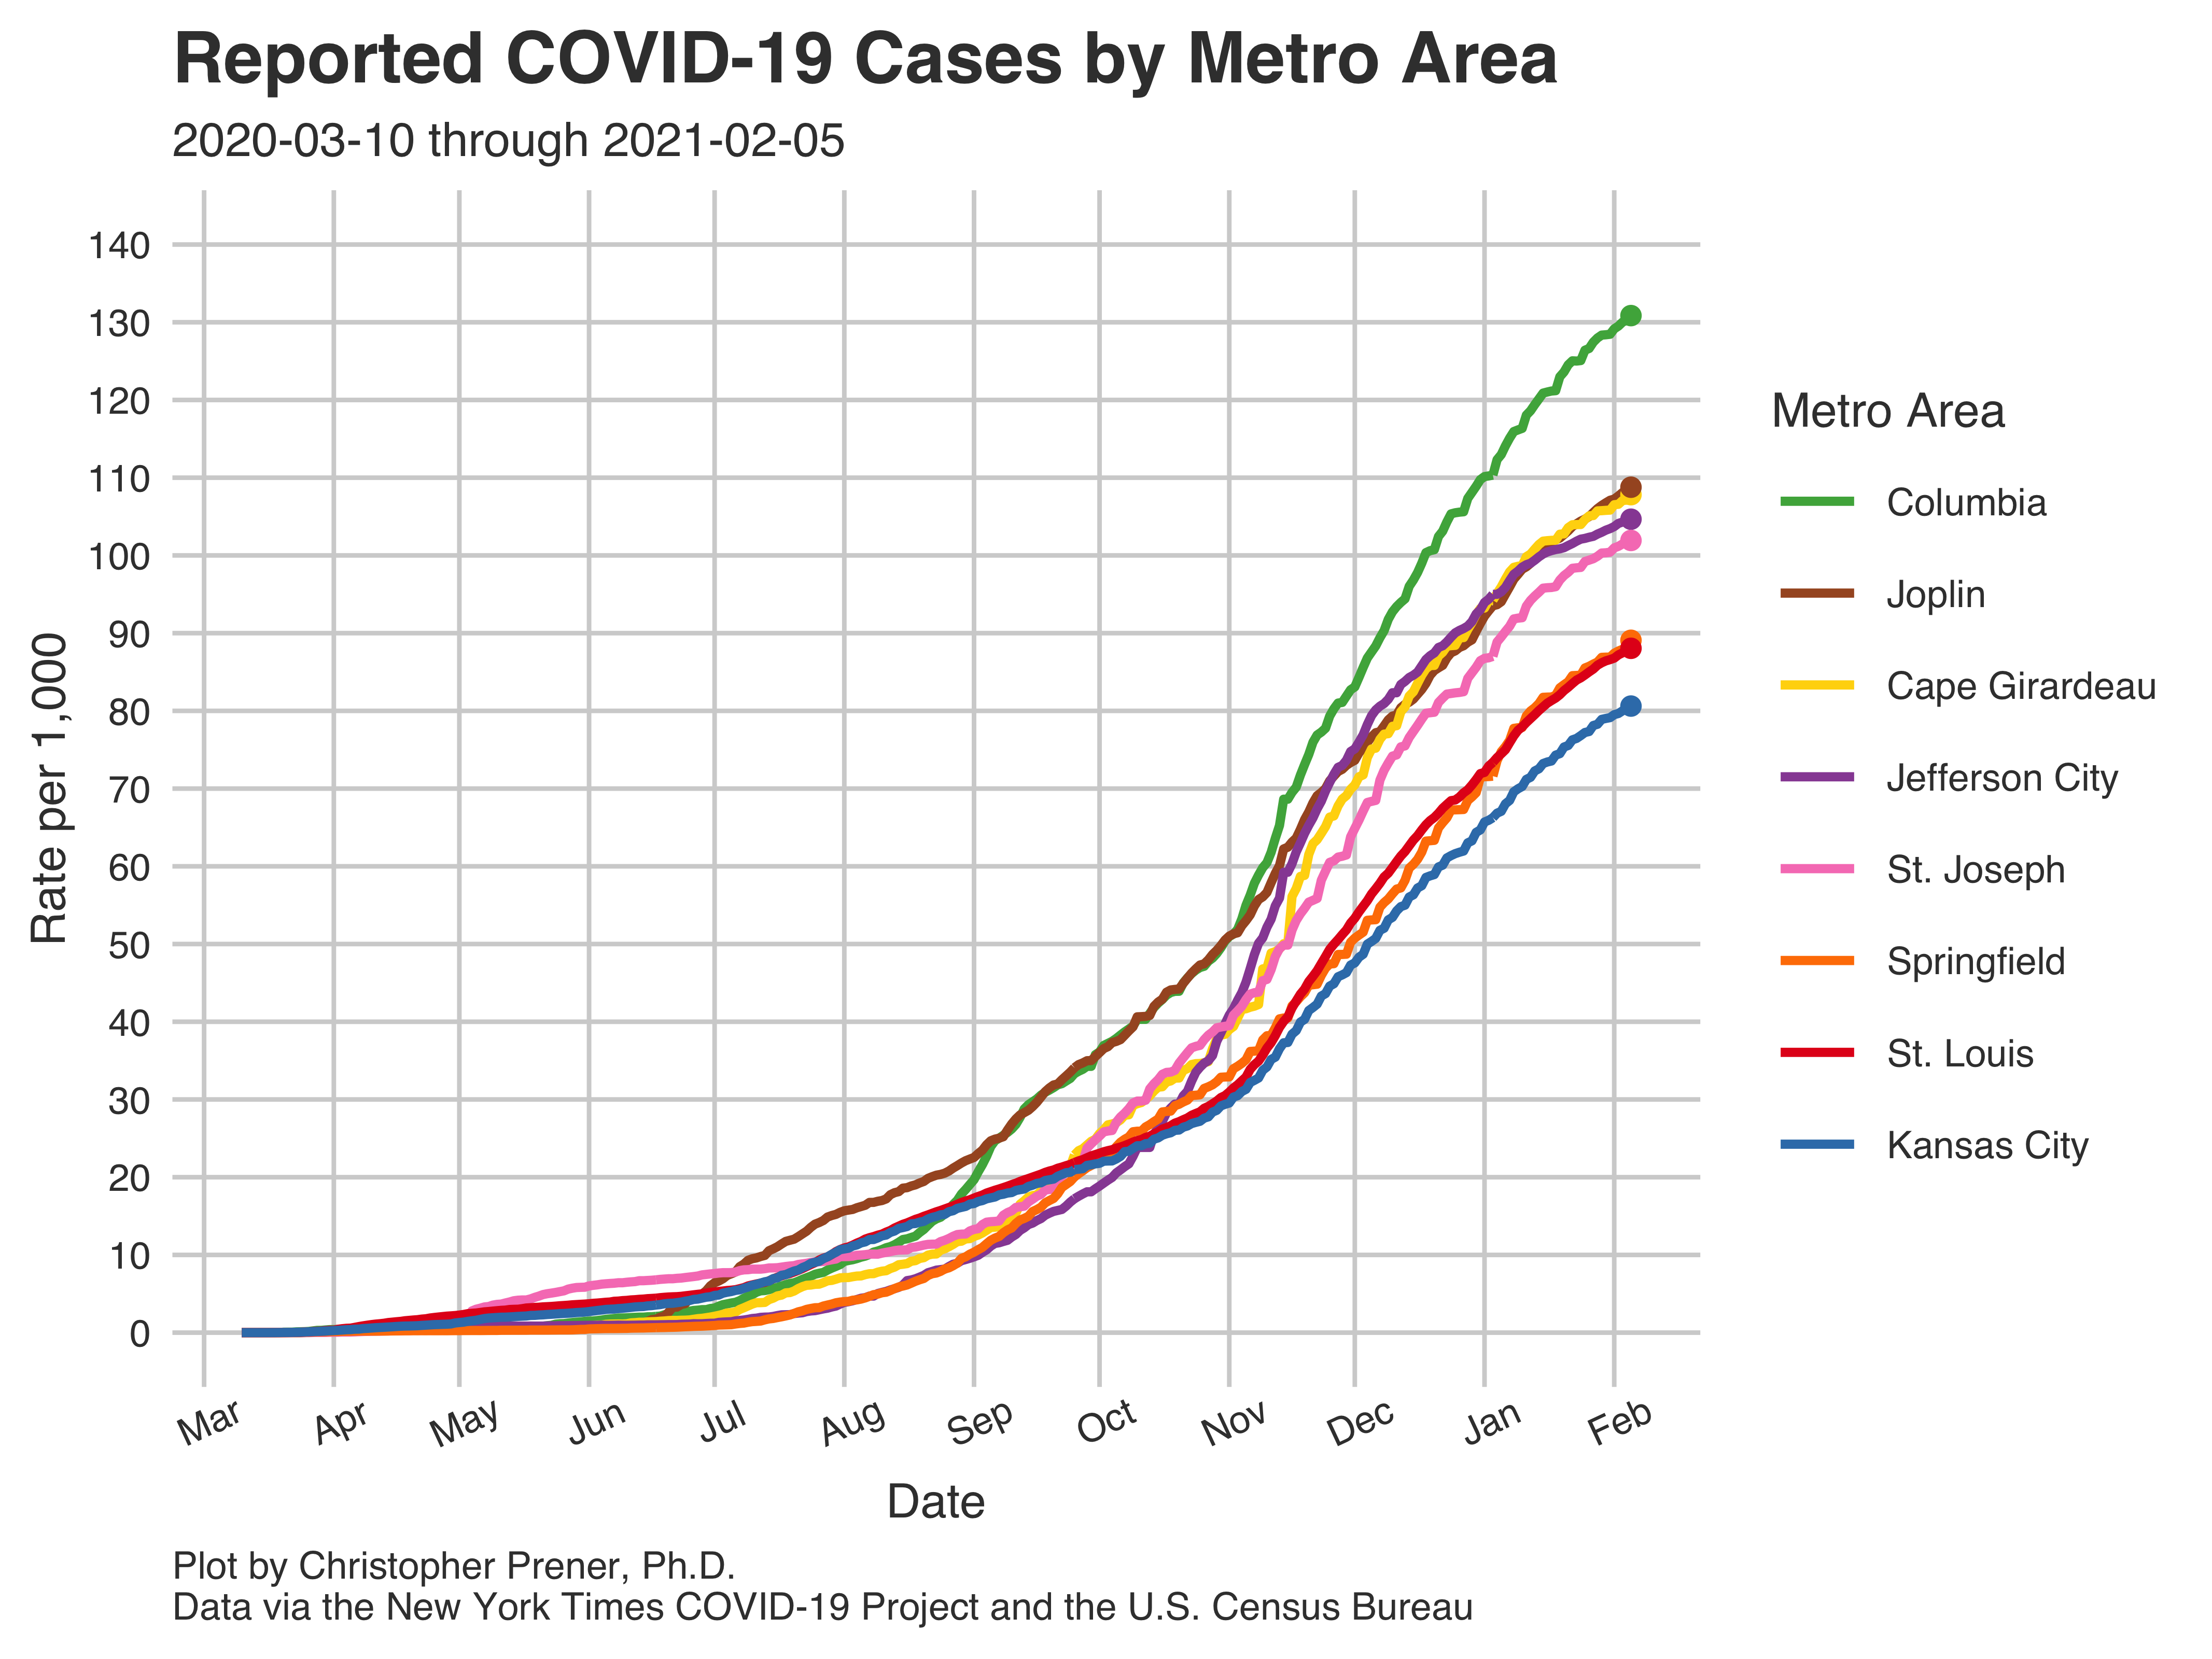 Reported COVID-19 Cases by Metro Area
2020-03-10 through 2021-02-05
Rate per 1,000
140
130
120
110
100
90
80
70
60
50
40
30
20
10
0
Mar Apr May Jun Jul Aug Sep Oct Nov Dec Jan Feb
Date
Metro Area
Columbia
Joplin
Cape Girardeau
Jefferson City
St. Joseph
Springfield
St. Louis
Kansas City
Plot by Christopher Prener, Ph.D.
Data via the New York Times COVID-19 Project and the U.S. Census Bureau